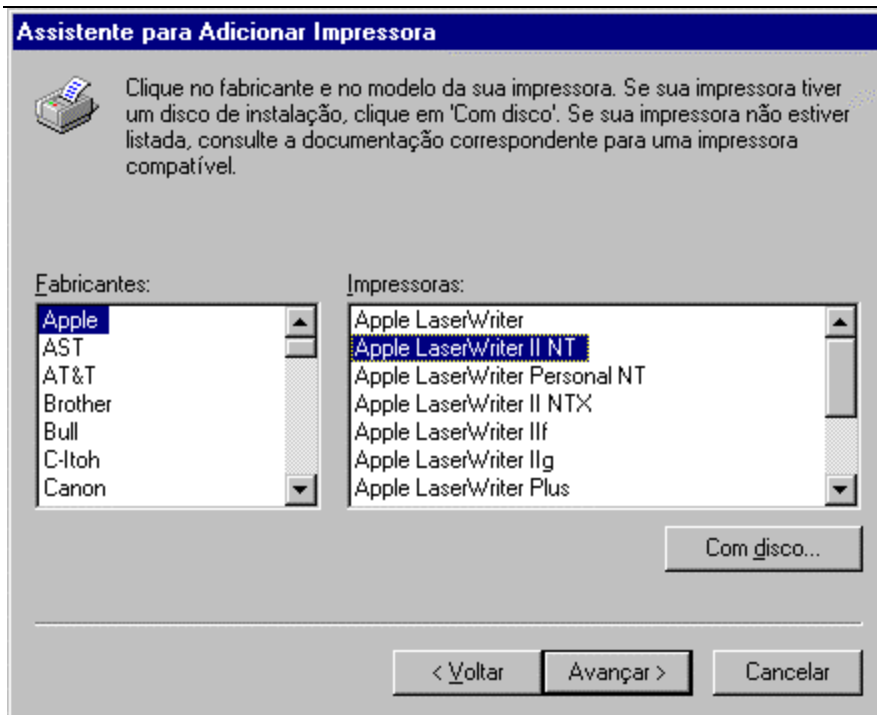 Assistente para Adicionar Impressora
Clique no fabricante e no modelo da sua impressora. Se sua impressora tiver
um disco de instalação, clique em 'Com disco'. Se sua impressora não estiver
listada, consulte a documentação correspondente para uma impressora
compatível.
Fabricantes:
Apple
AST
AT&T
Brother
Bull
C-Itoh
Canon
Impressoras:
Apple LaserWriter
Apple LaserWriter II NT
Apple LaserWriter Personal NT
Apple LaserWriter II NTX
Apple LaserWriter IIf
Apple LaserWriter IIg
Apple LaserWriter Plus
Com disco...
< Voltar
Avançar >
Cancelar